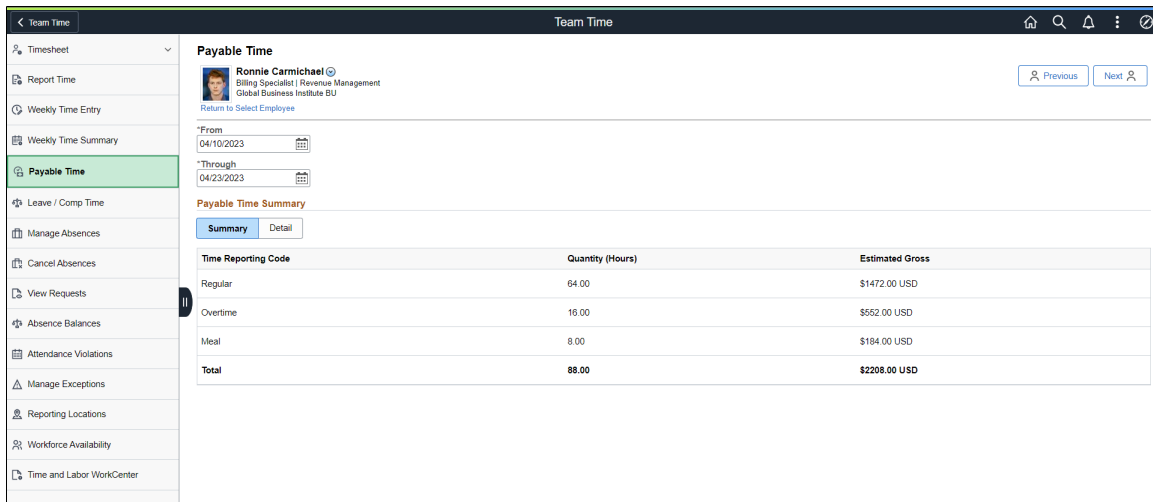 Team Time
Team Time
Timesheet
Report Time
Weekly Time Entry
Weekly Time Summary
Payable Time
Leave / Comp Time
Manage Absences
Cancel Absences
View Requests
Absence Balances
Attendance Violations
Manage Exceptions
Reporting Locations
Workforce Availability
Time and Labor WorkCenter
Payable Time
Ronnie Carmichael
Billing Specialist | Revenue Management
Global Business Institute BU
Return to Select Employee
Previous Next
*From
04/10/2023
*Through
04/23/2023
Payable Time Summary
Summary Detail
Time Reporting Code Quantity (Hours) Estimated Gross
Regular 64.00 $1472.00 USD
Overtime 16.00 $552.00 USD
Meal 8.00 $184.00 USD
Total 88.00 $2208.00 USD